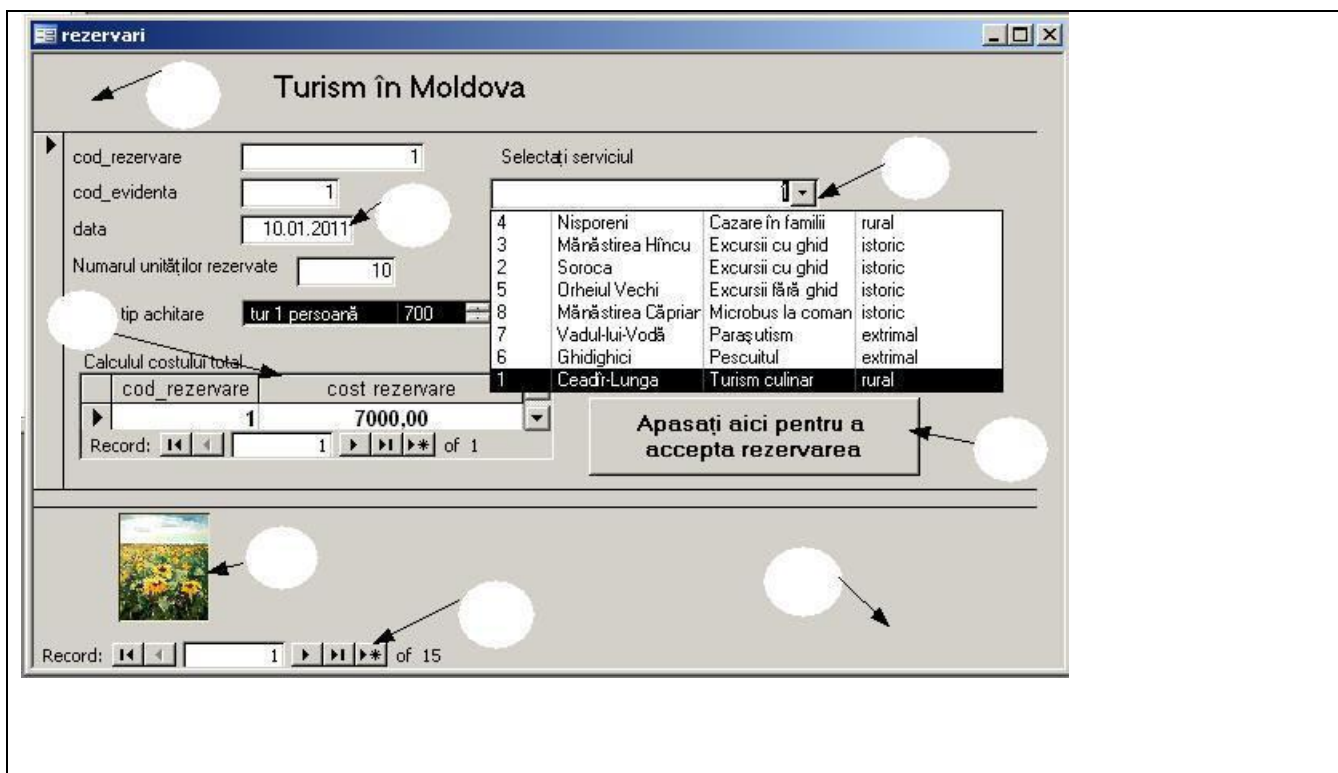 rezervari
Turism în Moldova
cod_rezervare 1
cod_evidenta 1
data 10.01.2011
Numarul unităților rezervate 10
tip achitare tur 1 persoană 700
Calculul costului total
cod_rezervare cost rezervare
1 7000,00
Record: 1 of 1
Selectați serviciul
1
4 Nisporeni Cazare în familii rural
3 Mănăstirea Hîncu Excursii cu ghid istoric
2 Soroca Excursii cu ghid istoric
5 Orheiul Vechi Excursii fără ghid istoric
8 Mănăstirea Căprian Microbus la coman istoric
7 Vadul-lui-Vodă Parașutism extrimal
6 Ghidighici Pescuitul extrimal
1 Ceadîr-Lunga Turism culinar rural
Apasați aici pentru a
accepta rezervarea
Record: 1 of 15